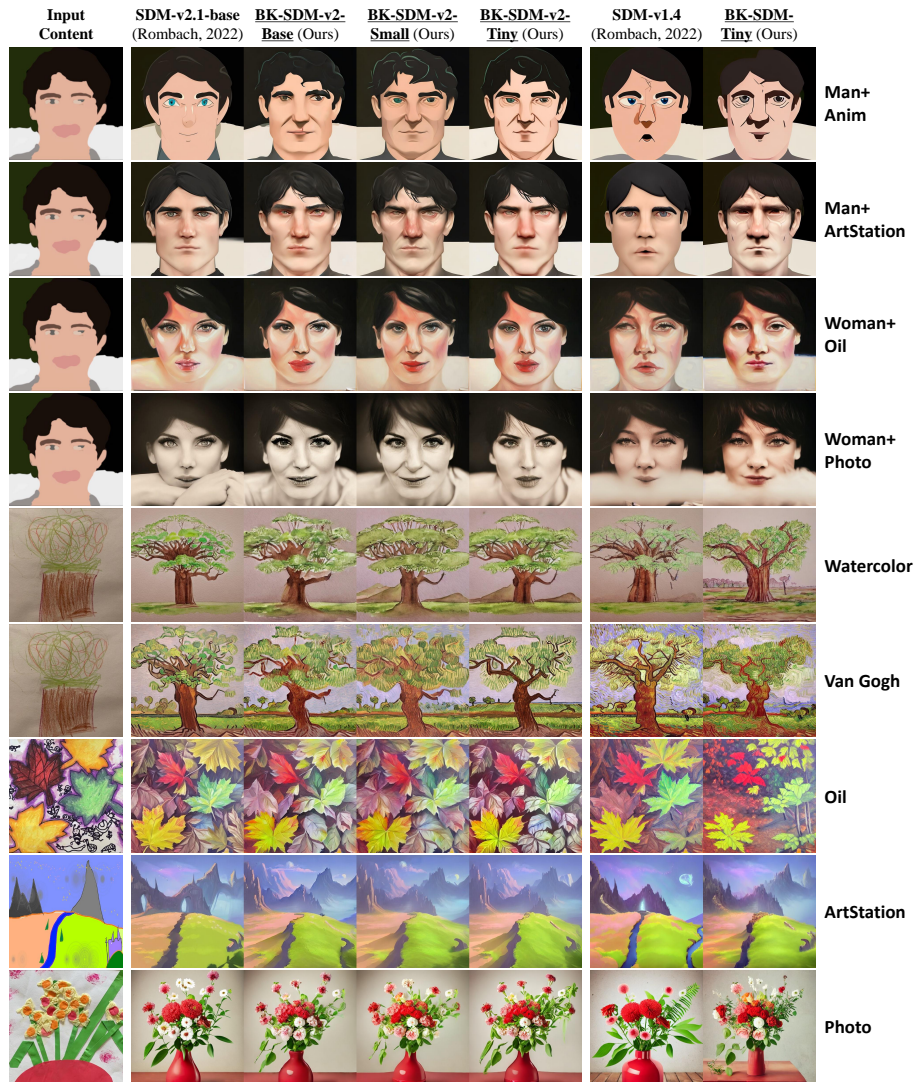 Input
Content
SDM-v2.1-base
(Rombach, 2022)
BK-SDM-v2-
Base (Ours)
BK-SDM-v2-
Small (Ours)
BK-SDM-v2-
Tiny (Ours)
SDM-v1.4
(Rombach, 2022)
BK-SDM-
Tiny (Ours)
Man+
Anim
Man+
ArtStation
Woman+
Oil
Woman+
Photo
Watercolor
Van Gogh
Oil
ArtStation
Photo